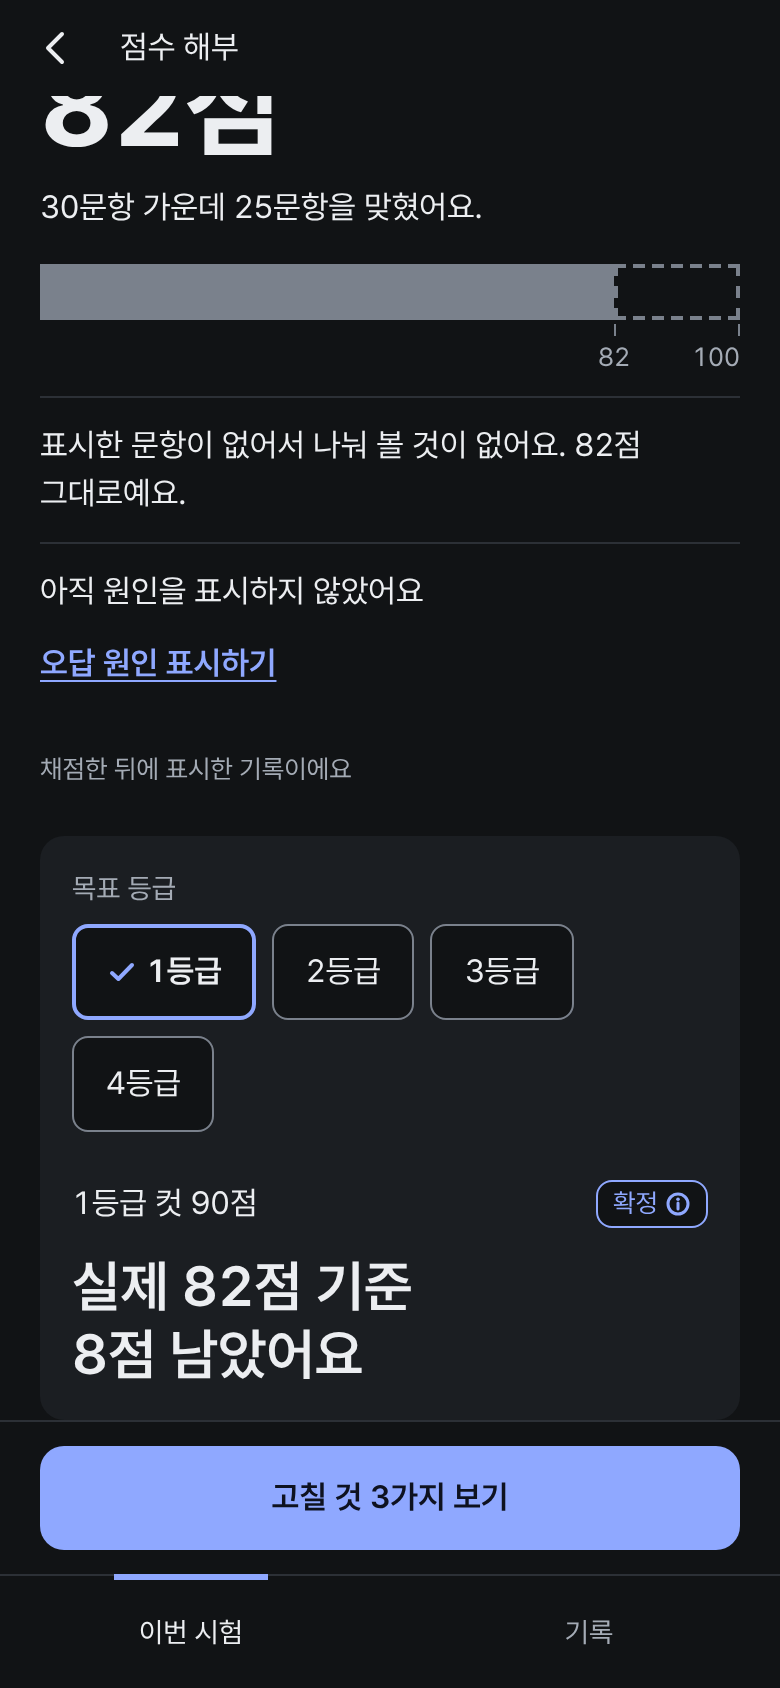 점수 해부
82점
30문항 가운데 25문항을 맞혔어요.
82
100
표시한 문항이 없어서 나눠 볼 것이 없어요. 82점
그대로예요.
아직 원인을 표시하지 않았어요
오답 원인 표시하기
채점한 뒤에 표시한 기록이에요
목표 등급
1등급
2등급
3등급
4등급
1등급 컷 90점
확정
실제 82점 기준
8점 남았어요
고칠 것 3가지 보기
이번 시험
기록